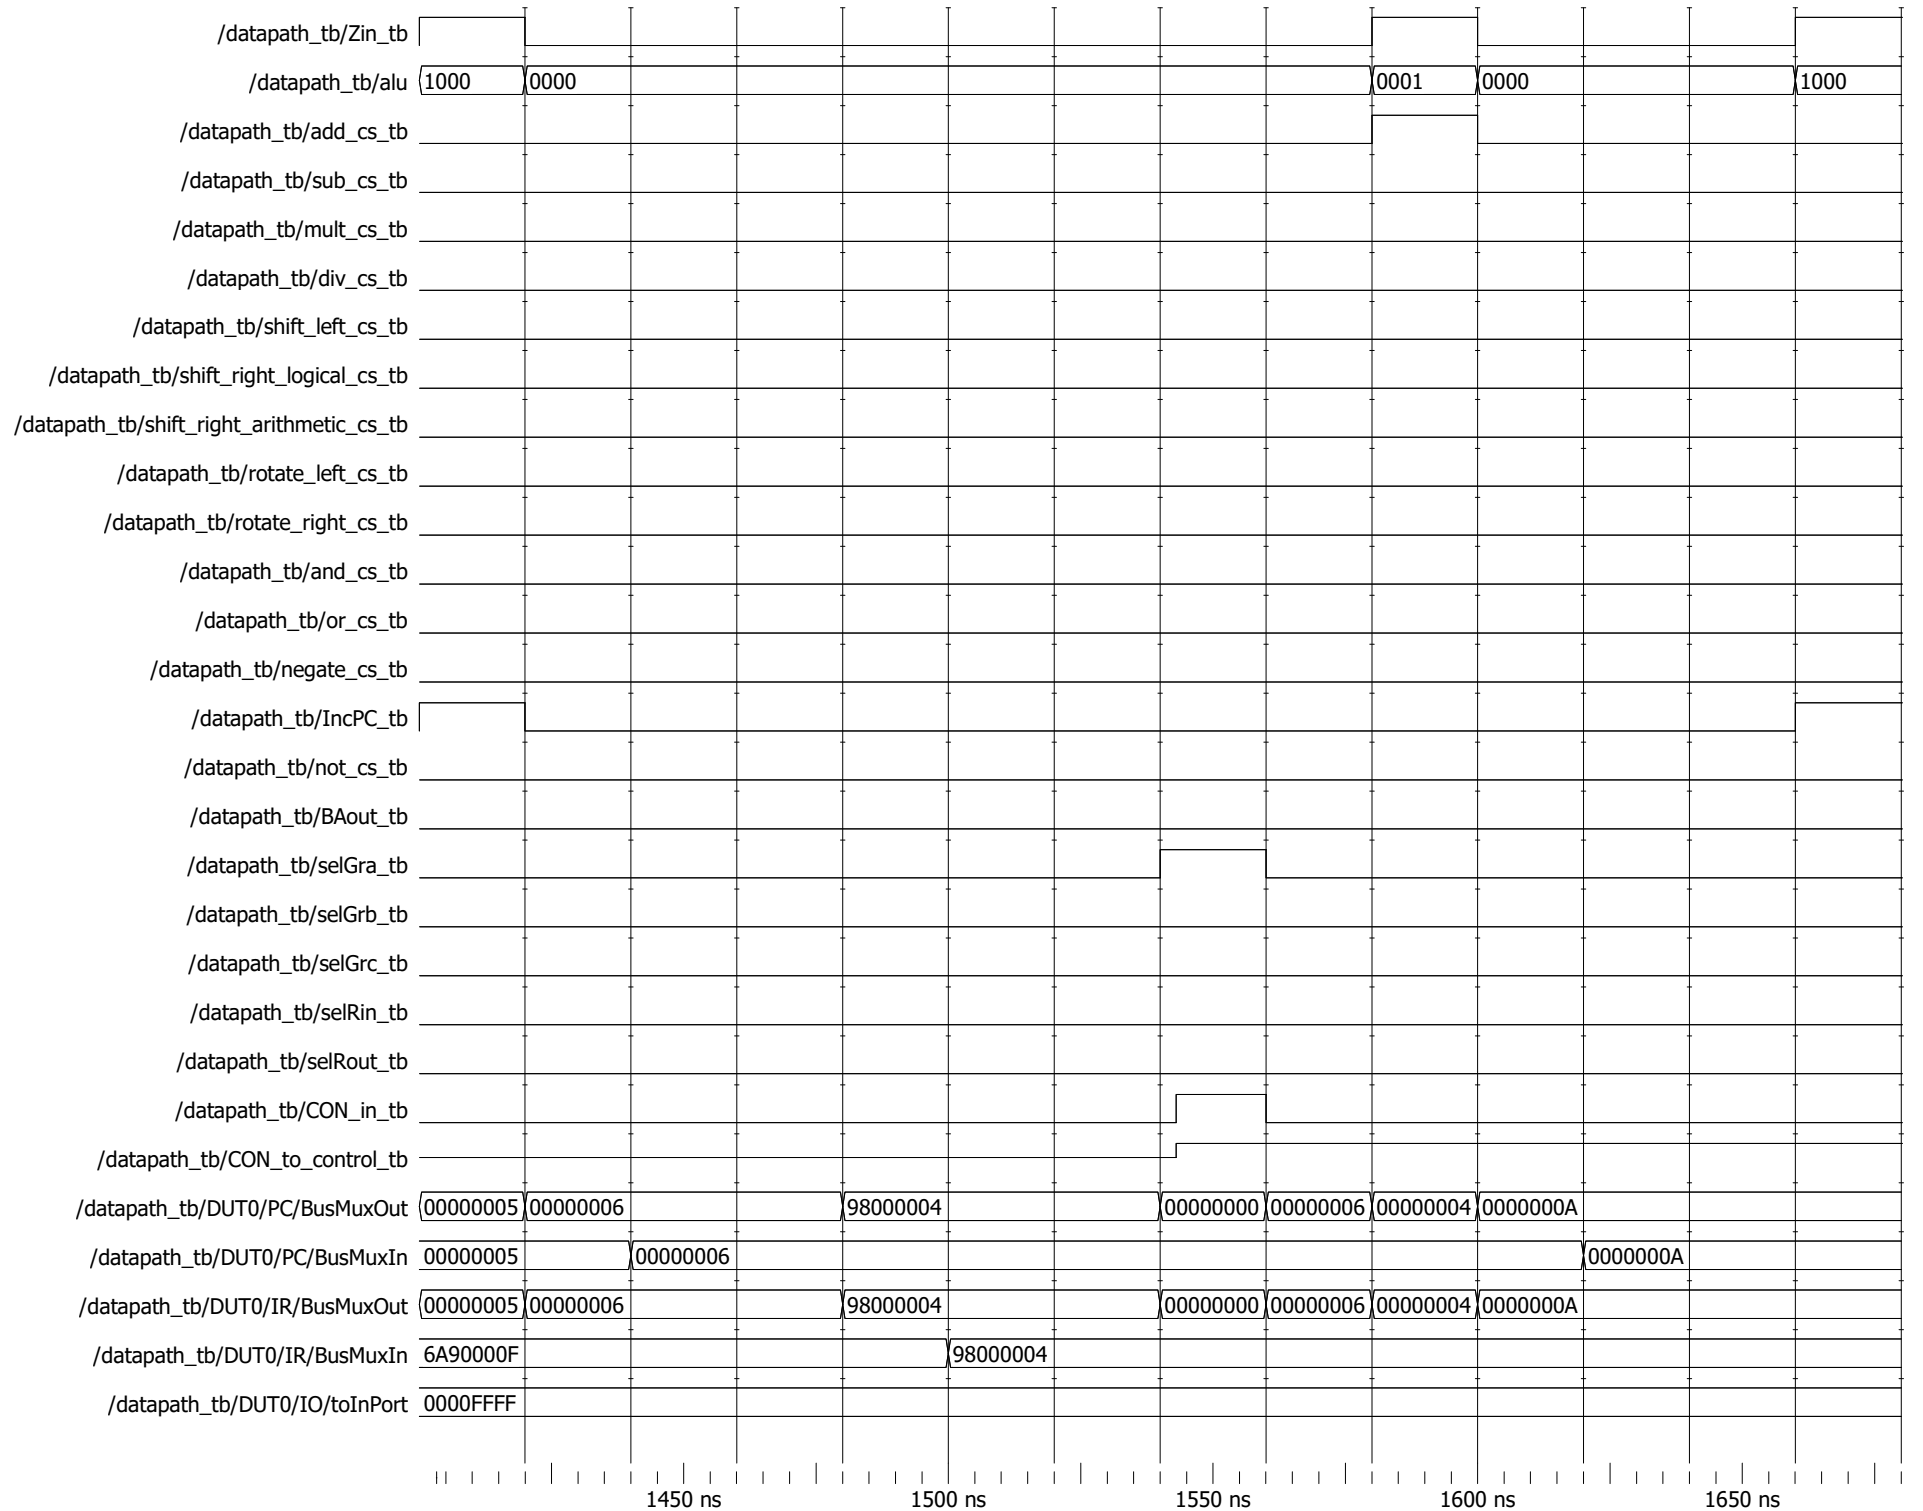 /datapath_tb/Zin_tb
/datapath_tb/alu 1000 0000 0001 0000 1000
/datapath_tb/add_cs_tb
/datapath_tb/sub_cs_tb
/datapath_tb/mult_cs_tb
/datapath_tb/div_cs_tb
/datapath_tb/shift_left_cs_tb
/datapath_tb/shift_right_logical_cs_tb
/datapath_tb/shift_right_arithmetic_cs_tb
/datapath_tb/rotate_left_cs_tb
/datapath_tb/rotate_right_cs_tb
/datapath_tb/and_cs_tb
/datapath_tb/or_cs_tb
/datapath_tb/negate_cs_tb
/datapath_tb/IncPC_tb
/datapath_tb/not_cs_tb
/datapath_tb/BAout_tb
/datapath_tb/selGra_tb
/datapath_tb/selGrb_tb
/datapath_tb/selGrc_tb
/datapath_tb/selRin_tb
/datapath_tb/selRout_tb
/datapath_tb/CON_in_tb
/datapath_tb/CON_to_control_tb
/datapath_tb/DUT0/PC/BusMuxOut 00000005 00000006 98000004 00000000 00000006 00000004 0000000A
/datapath_tb/DUT0/PC/BusMuxIn 00000005 00000006 0000000A
/datapath_tb/DUT0/IR/BusMuxOut 00000005 00000006 98000004 00000000 00000006 00000004 0000000A
/datapath_tb/DUT0/IR/BusMuxIn 6A90000F 98000004
/datapath_tb/DUT0/IO/toInPort 0000FFFF
1450 ns 1500 ns 1550 ns 1600 ns 1650 ns